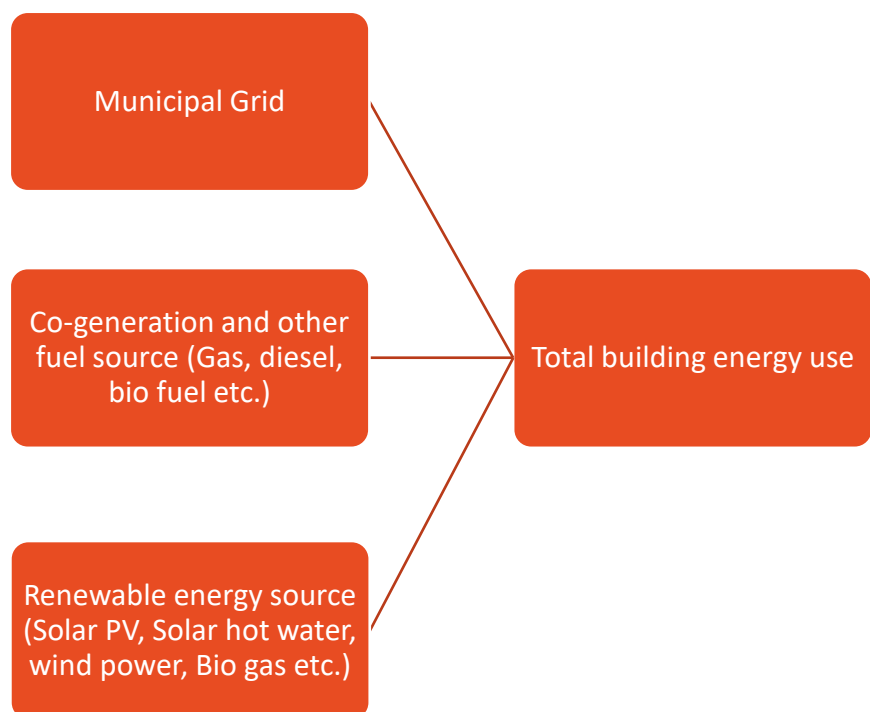 Municipal Grid
Co-generation and other
fuel source (Gas, diesel,
bio fuel etc.)
Total building energy use
Renewable energy source
(Solar PV, Solar hot water,
wind power, Bio gas etc.)